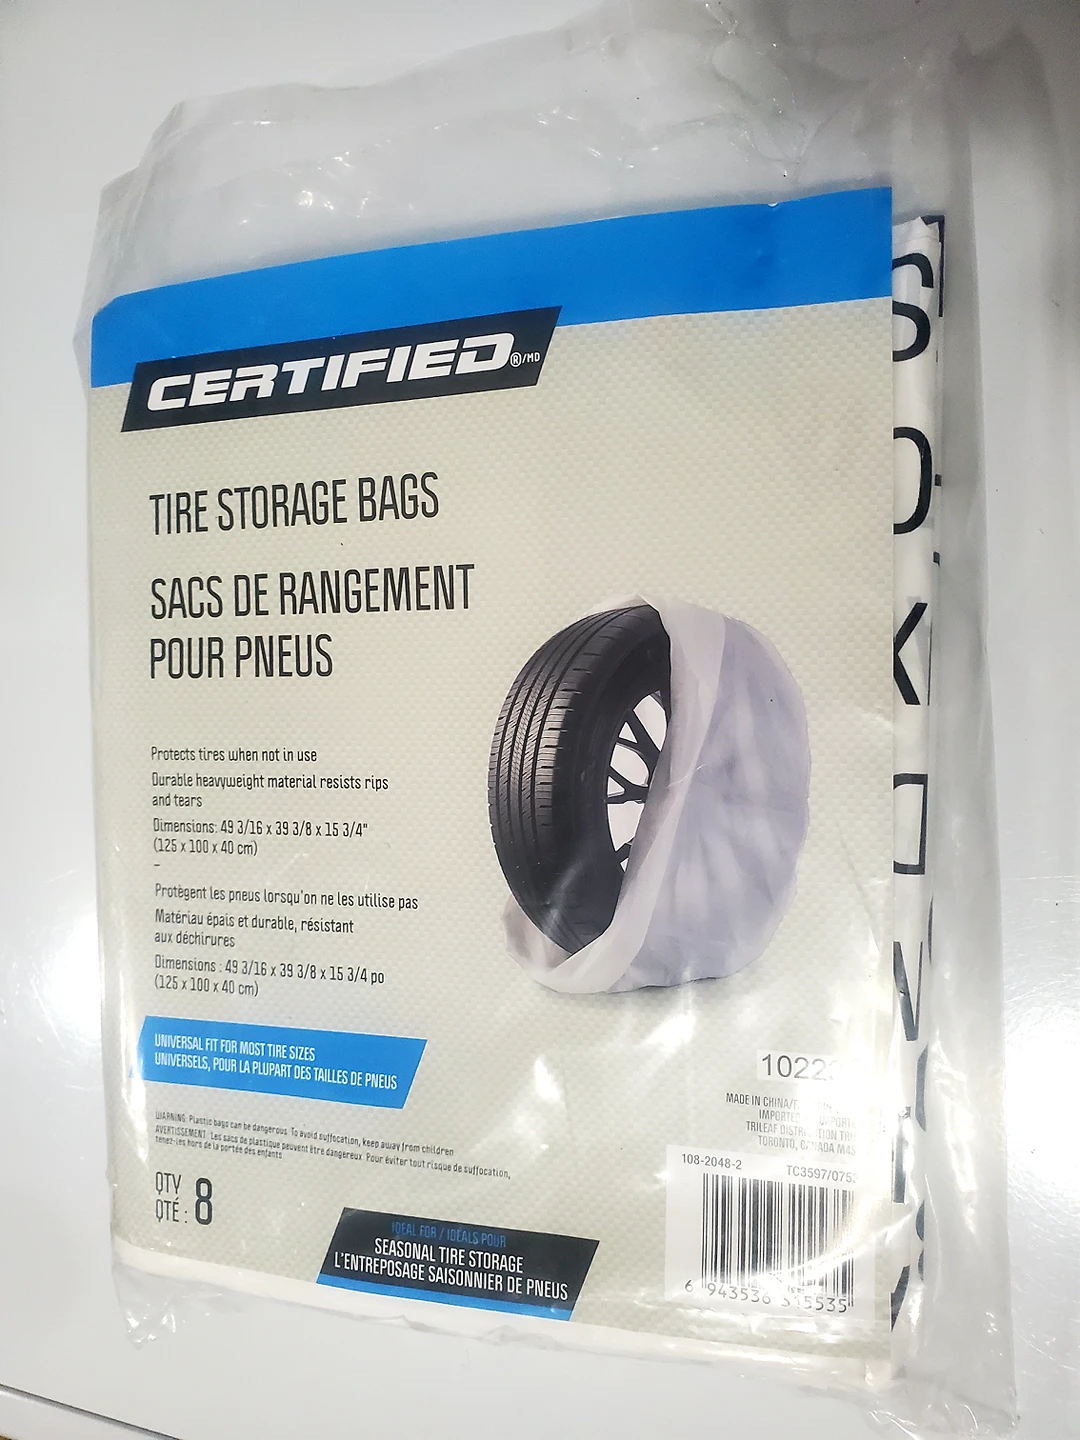 CERTIFIED ®/MD
TIRE STORAGE BAGS
SACS DE RANGEMENT
POUR PNEUS
Protects tires when not in use
Durable heavyweight material resists rips
and tears
Dimensions: 49 3/16 x 39 3/8 x 15 3/4"
(125 x 100 x 40 cm)
–
Protègent les pneus lorsqu'on ne les utilise pas
Matériau épais et durable, résistant
aux déchirures
Dimensions : 49 3/16 x 39 3/8 x 15 3/4 po
(125 x 100 x 40 cm)
UNIVERSAL FIT FOR MOST TIRE SIZES
UNIVERSELS, POUR LA PLUPART DES TAILLES DE PNEUS
WARNING: Plastic bags can be dangerous. To avoid suffocation, keep away from children
AVERTISSEMENT : Les sacs de plastique peuvent être dangereux. Pour éviter tout risque de suffocation,
tenez-les hors de la portée des enfants.
QTY
QTÉ : 8
IDEAL FOR / IDÉALS POUR
SEASONAL TIRE STORAGE
L'ENTREPOSAGE SAISONNIER DE PNEUS
1022
MADE IN CHINA
IMPORTED
TRILEAF
TORONTO, CANADA
108-2048-2
TC3597/075
6 943536